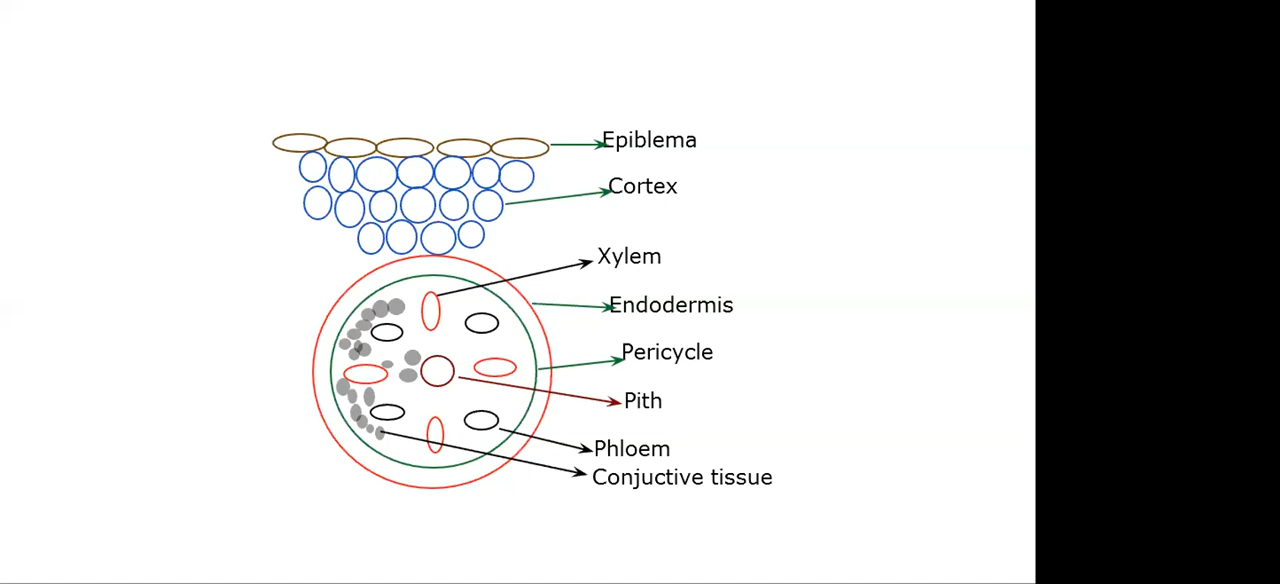 Epiblema
Cortex
Xylem
Endodermis
Pericycle
Pith
Phloem
Conjuctive tissue